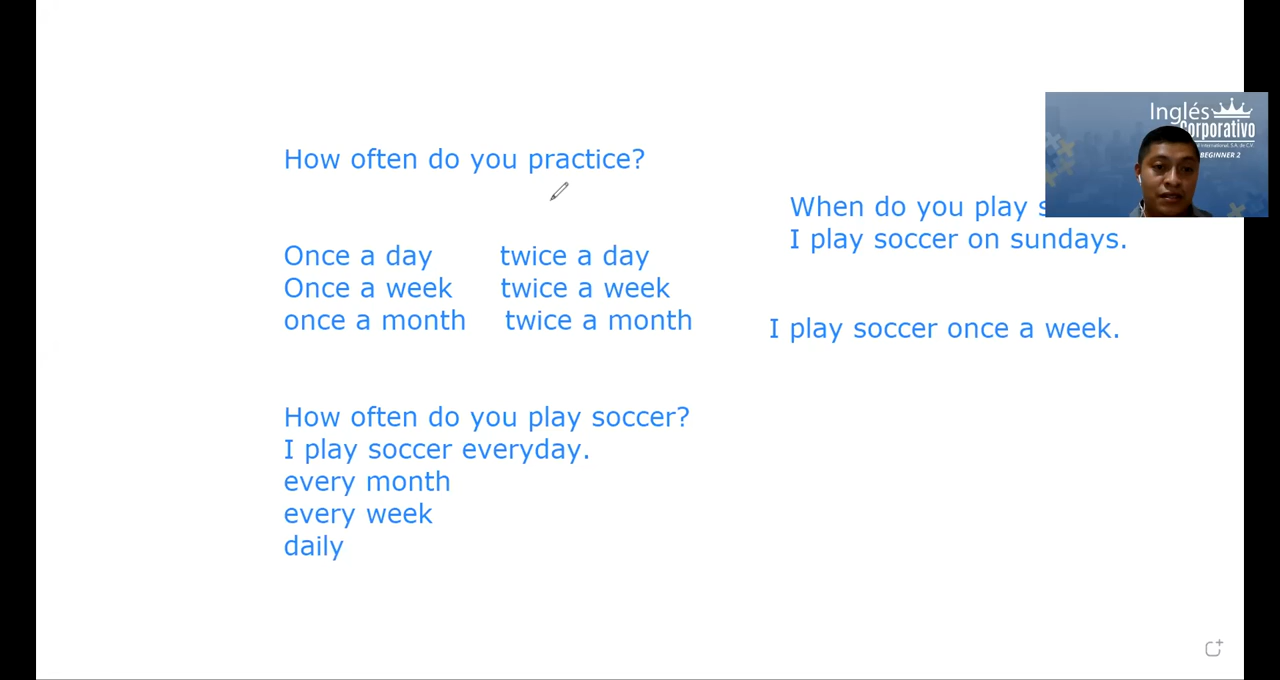 How often do you practice?
Once a day twice a day
Once a week twice a week
once a month twice a month
How often do you play soccer?
I play soccer everyday.
every month
every week
daily
When do you play
I play soccer on sundays.
I play soccer once a week.
Inglés
Corporativo
BEGINNER 2